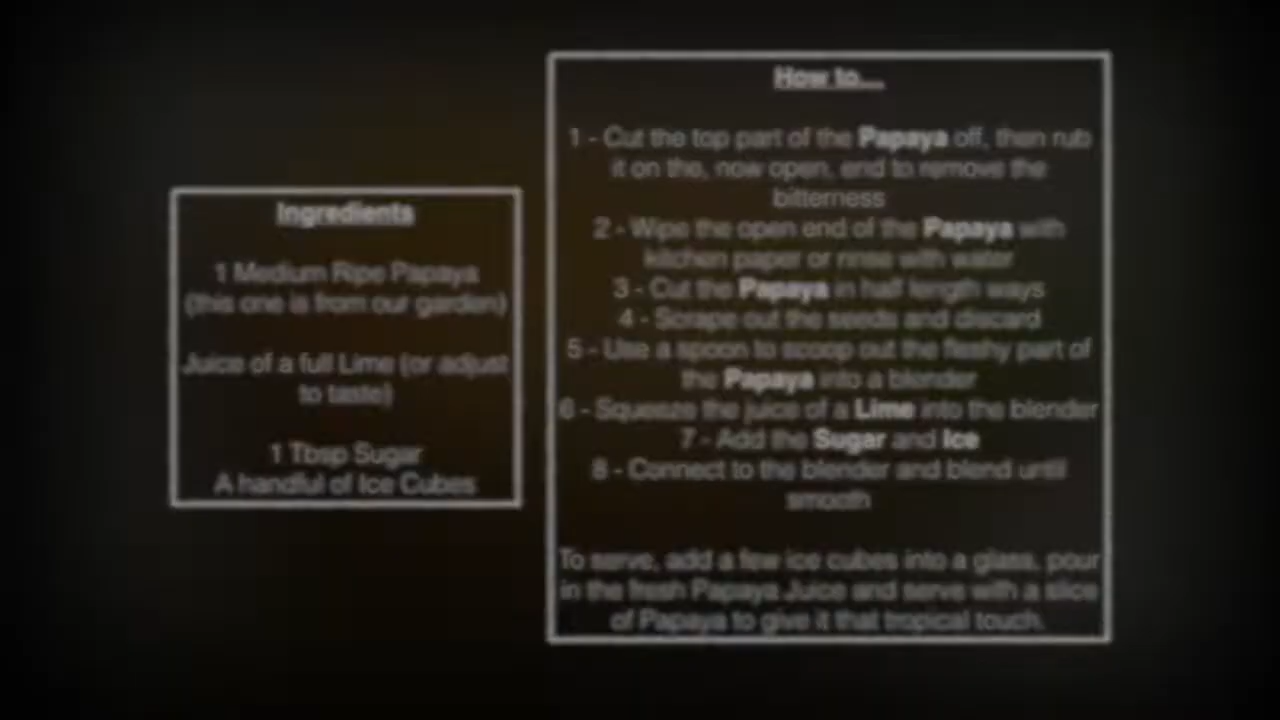 Ingredients
1 Medium Ripe Papaya
(this one is from our garden)
Juice of a full Lime (or adjust
to taste)
1 Tbsp Sugar
A handful of Ice Cubes
How to...
1 - Cut the top part of the Papaya off, then rub
it on the, now open, end to remove the
bitterness
2 - Wipe the open end of the Papaya with
kitchen paper or rinse with water
3 - Cut the Papaya in half length ways
4 - Scrape out the seeds and discard
5 - Use a spoon to scoop out the fleshy part of
the Papaya into a blender
6 - Squeeze the juice of a Lime into the blender
7 - Add the Sugar and Ice
8 - Connect to the blender and blend until
smooth
To serve, add a few ice cubes into a glass, pour
in the fresh Papaya Juice and serve with a slice
of Papaya to give it that tropical touch.